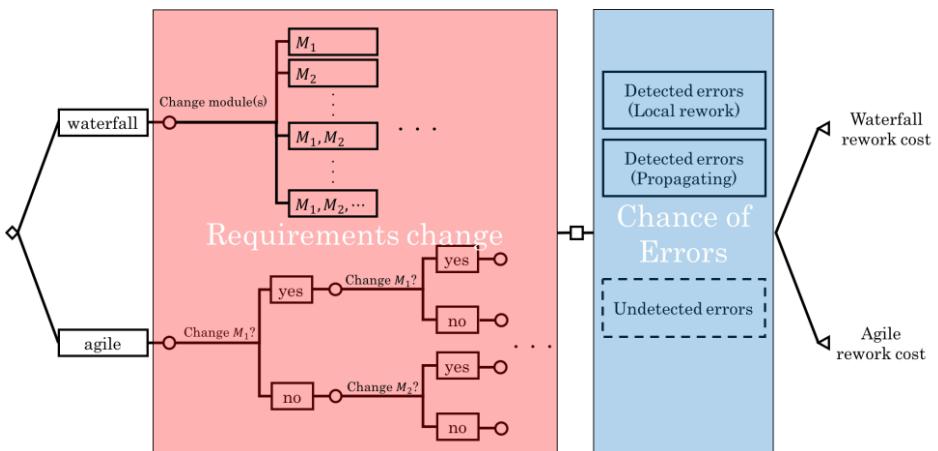 waterfall
agile
Change module(s)
M₁
M₂
⋮
M₁, M₂
⋮
M₁, M₂, ⋯
. . .
Requirements change
Change M₁?
yes
no
Change M₁?
Change M₂?
yes
no
yes
no
. . .
Detected errors
(Local rework)
Detected errors
(Propagating)
Chance of
Errors
Undetected errors
Waterfall
rework cost
Agile
rework cost